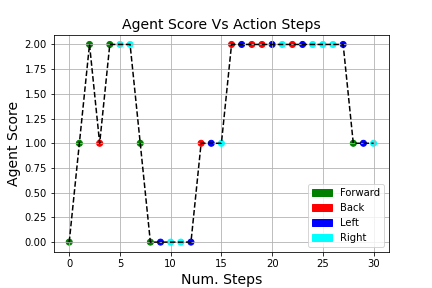 Agent Score Vs Action Steps
Agent Score
2.00
1.75
1.50
1.25
1.00
0.75
0.50
0.25
0.00
Forward
Back
Left
Right
0 5 10 15 20 25 30
Num. Steps